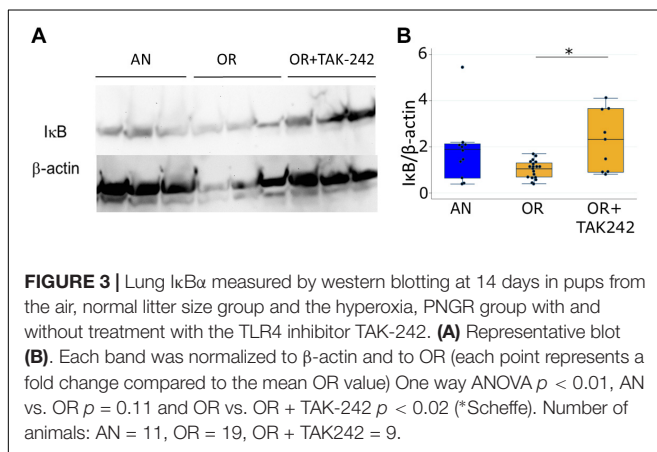 A
AN OR OR+TAK-242
IκB
β-actin
B
*
6
4
2
0
IκB/β-actin
AN OR OR+
TAK242
FIGURE 3 | Lung IκBα measured by western blotting at 14 days in pups from
the air, normal litter size group and the hyperoxia, PNGR group with and
without treatment with the TLR4 inhibitor TAK-242. (A) Representative blot
(B). Each band was normalized to β-actin and to OR (each point represents a
fold change compared to the mean OR value) One way ANOVA p < 0.01, AN
vs. OR p = 0.11 and OR vs. OR + TAK-242 p < 0.02 (*Scheffe). Number of
animals: AN = 11, OR = 19, OR + TAK242 = 9.